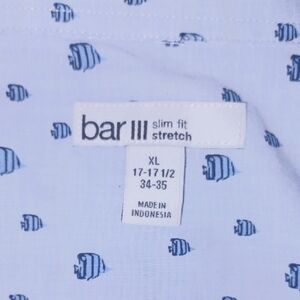 bar III slim fit
stretch
XL
17-17 1/2
34-35
MADE IN
INDONESIA